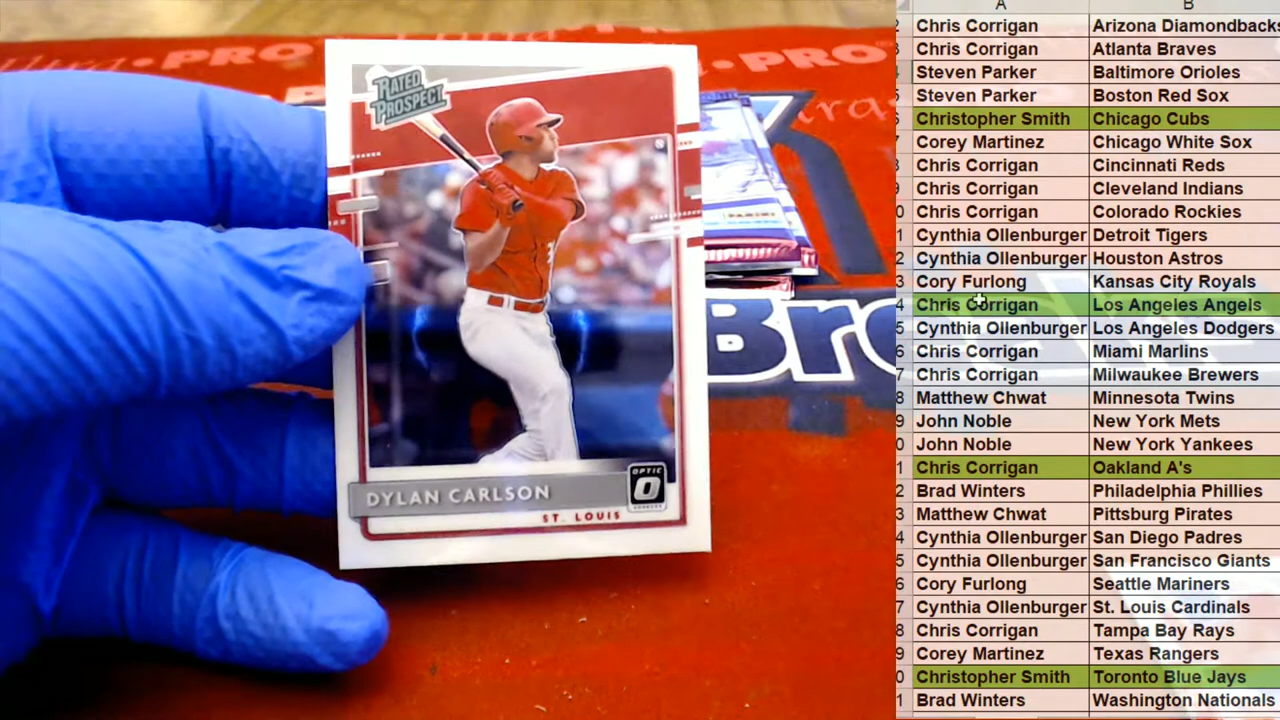 RATED
PROSPECT
DYLAN CARLSON
OPTIC
ST. LOUIS
PRO
PRO
PANINI
Bro
A B
Chris Corrigan Arizona Diamondbacks
Chris Corrigan Atlanta Braves
Steven Parker Baltimore Orioles
Steven Parker Boston Red Sox
Christopher Smith Chicago Cubs
Corey Martinez Chicago White Sox
Chris Corrigan Cincinnati Reds
Chris Corrigan Cleveland Indians
Chris Corrigan Colorado Rockies
Cynthia Ollenburger Detroit Tigers
Cynthia Ollenburger Houston Astros
Cory Furlong Kansas City Royals
Chris Corrigan Los Angeles Angels
Cynthia Ollenburger Los Angeles Dodgers
Chris Corrigan Miami Marlins
Chris Corrigan Milwaukee Brewers
Matthew Chwat Minnesota Twins
John Noble New York Mets
John Noble New York Yankees
Chris Corrigan Oakland A's
Brad Winters Philadelphia Phillies
Matthew Chwat Pittsburg Pirates
Cynthia Ollenburger San Diego Padres
Cynthia Ollenburger San Francisco Giants
Cory Furlong Seattle Mariners
Cynthia Ollenburger St. Louis Cardinals
Chris Corrigan Tampa Bay Rays
Corey Martinez Texas Rangers
Christopher Smith Toronto Blue Jays
Brad Winters Washington Nationals